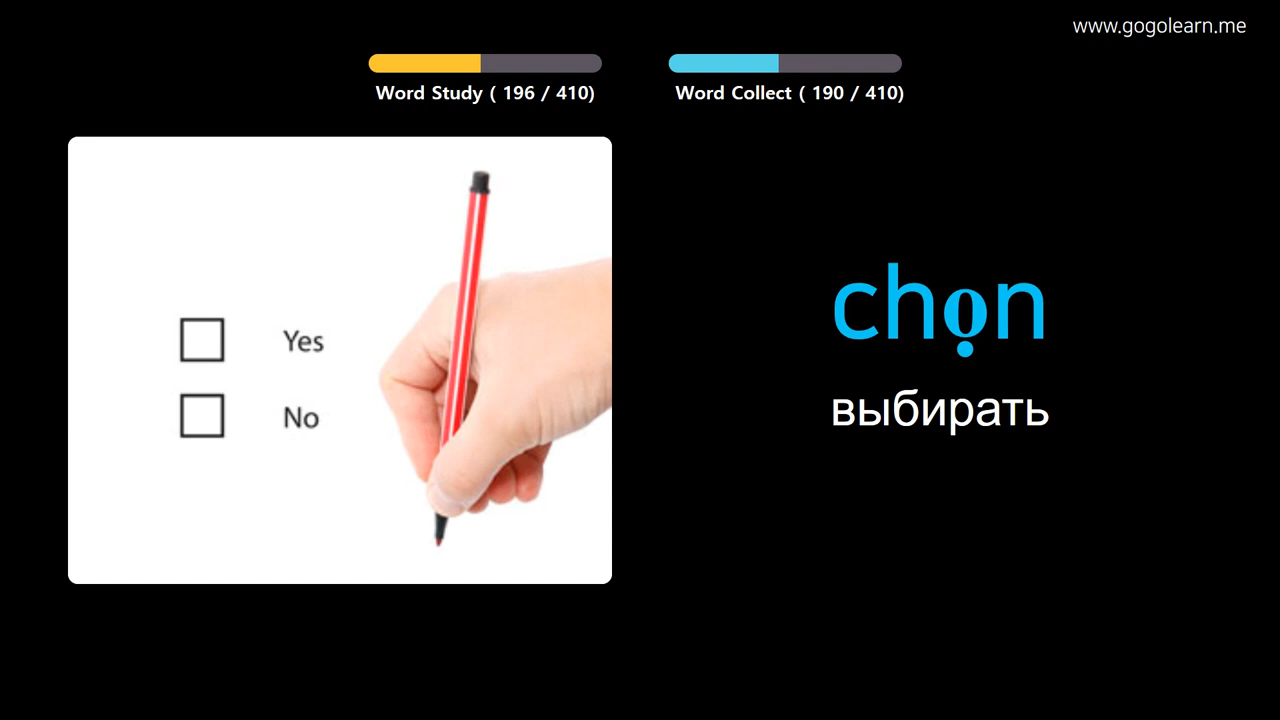 www.gogolearn.me
Word Study ( 196 / 410)
Word Collect ( 190 / 410)
Yes
No
chọn
выбирать